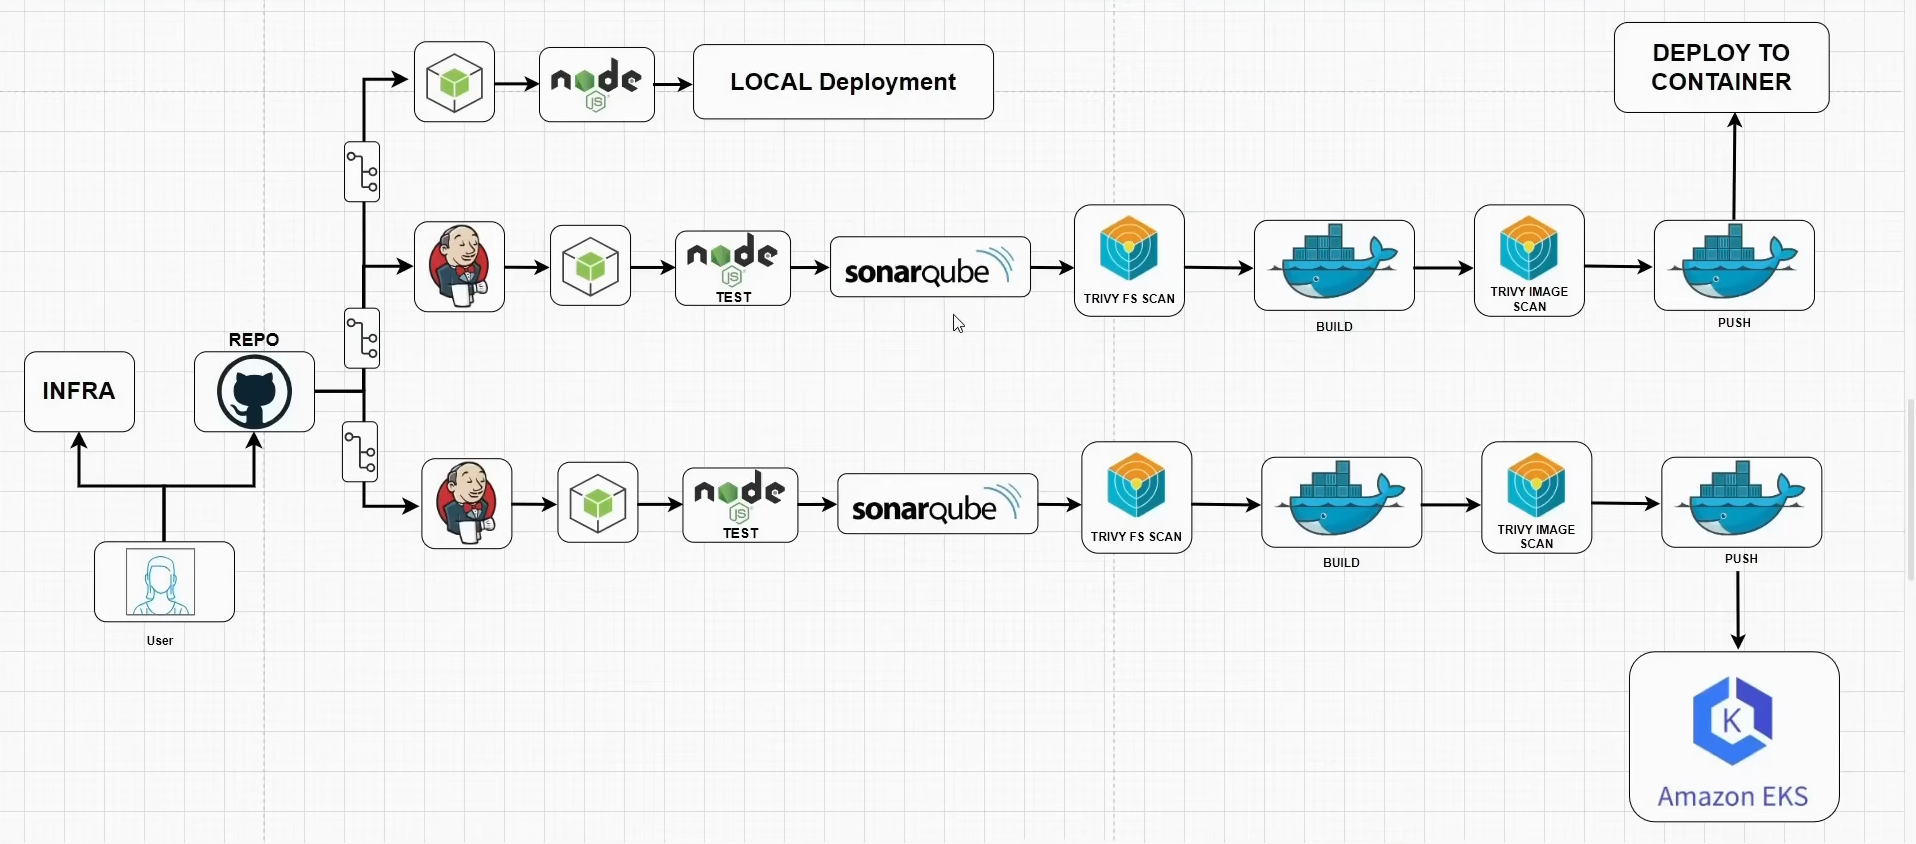 node
JS
LOCAL Deployment
DEPLOY TO
CONTAINER
node
JS
TEST
sonarqube
TRIVY FS SCAN
BUILD
TRIVY IMAGE
SCAN
PUSH
REPO
INFRA
node
JS
TEST
sonarqube
TRIVY FS SCAN
BUILD
TRIVY IMAGE
SCAN
PUSH
User
K
Amazon EKS